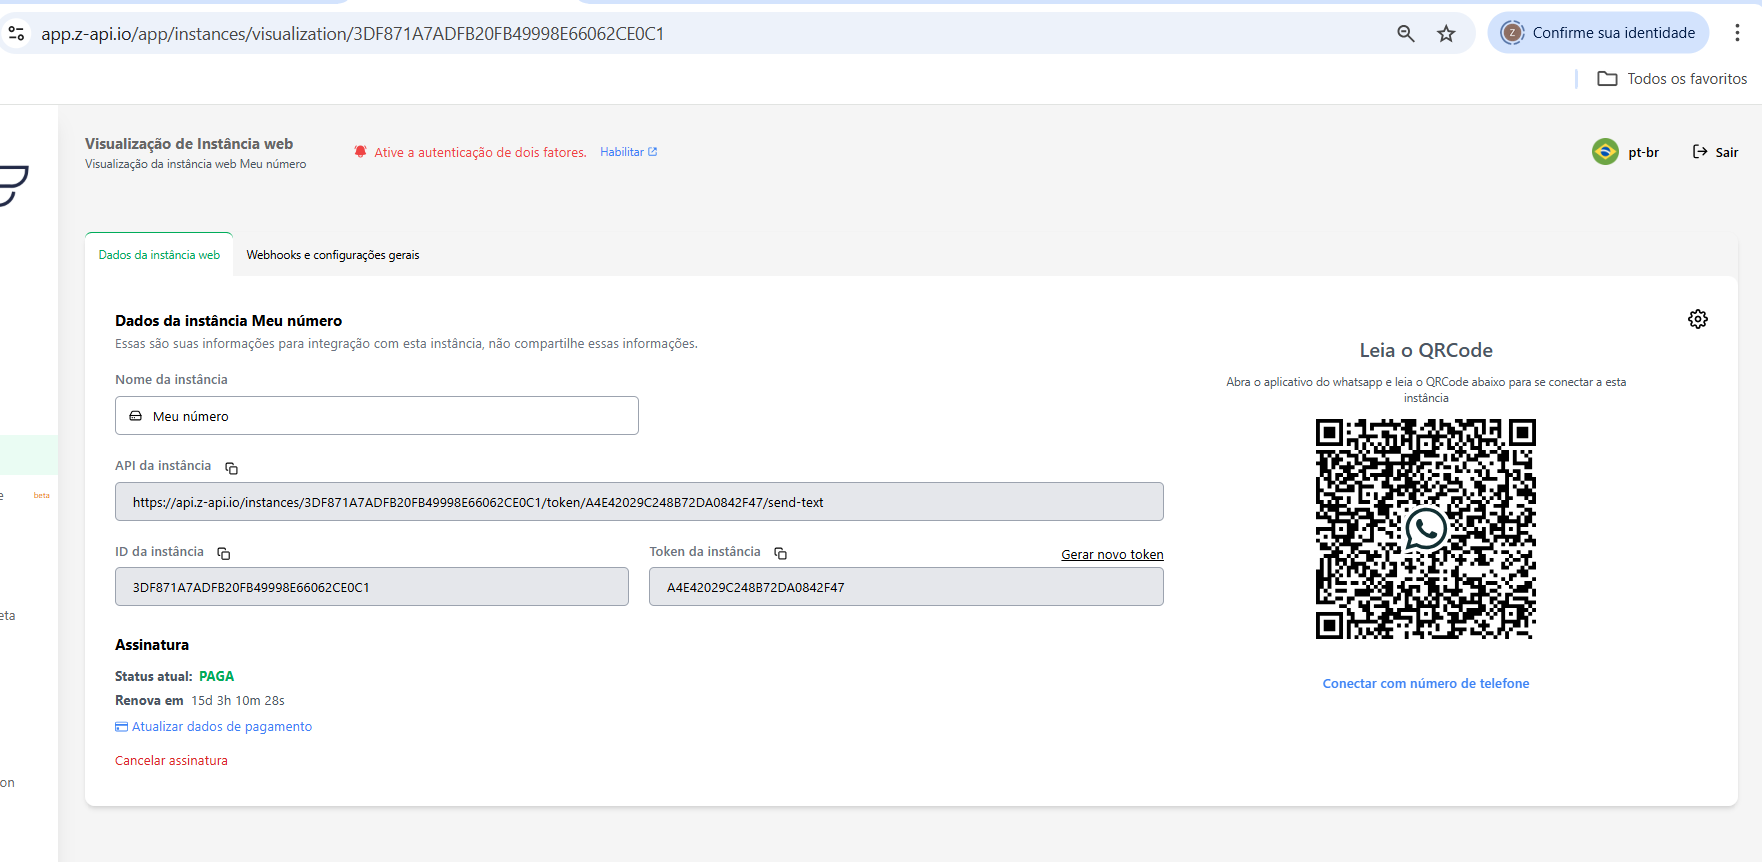 app.z-api.io/app/instances/visualization/3DF871A7ADFB20FB49998E66062CE0C1
Z
Confirme sua identidade
Todos os favoritos
Visualização de Instância web
Visualização da instância web Meu número
Ative a autenticação de dois fatores.
Habilitar
pt-br
Sair
Dados da instância web
Webhooks e configurações gerais
Dados da instância Meu número
Essas são suas informações para integração com esta instância, não compartilhe essas informações.
Nome da instância
Meu número
API da instância
https://api.z-api.io/instances/3DF871A7ADFB20FB49998E66062CE0C1/token/A4E42029C248B72DA0842F47/send-text
ID da instância
3DF871A7ADFB20FB49998E66062CE0C1
Token da instância
Gerar novo token
A4E42029C248B72DA0842F47
Assinatura
Status atual: PAGA
Renova em 15d 3h 10m 28s
Atualizar dados de pagamento
Cancelar assinatura
Leia o QRCode
Abra o aplicativo do whatsapp e leia o QRCode abaixo para se conectar a esta
instância
Conectar com número de telefone
e
beta
eta
on